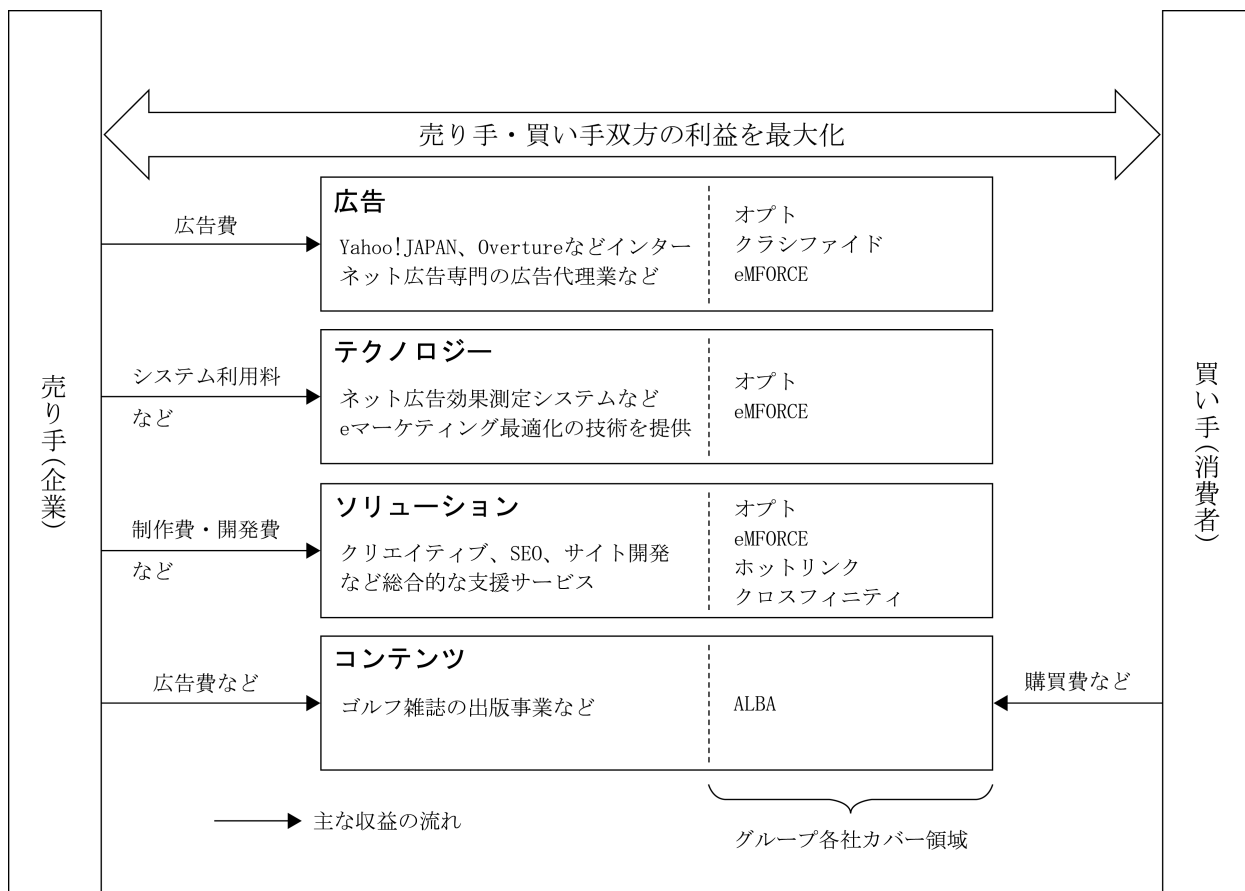 売り手・買い手双方の利益を最大化
売り手(企業)
買い手(消費者)
広告費
広告
Yahoo!JAPAN、Overtureなどインター
ネット広告専門の広告代理業など
オプト
クラシファイド
eMFORCE
システム利用料
など
テクノロジー
ネット広告効果測定システムなど
eマーケティング最適化の技術を提供
オプト
eMFORCE
制作費・開発費
など
ソリューション
クリエイティブ、SEO、サイト開発
など総合的な支援サービス
オプト
eMFORCE
ホットリンク
クロスフィニティ
広告費など
コンテンツ
ゴルフ雑誌の出版事業など
ALBA
購買費など
主な収益の流れ
グループ各社カバー領域